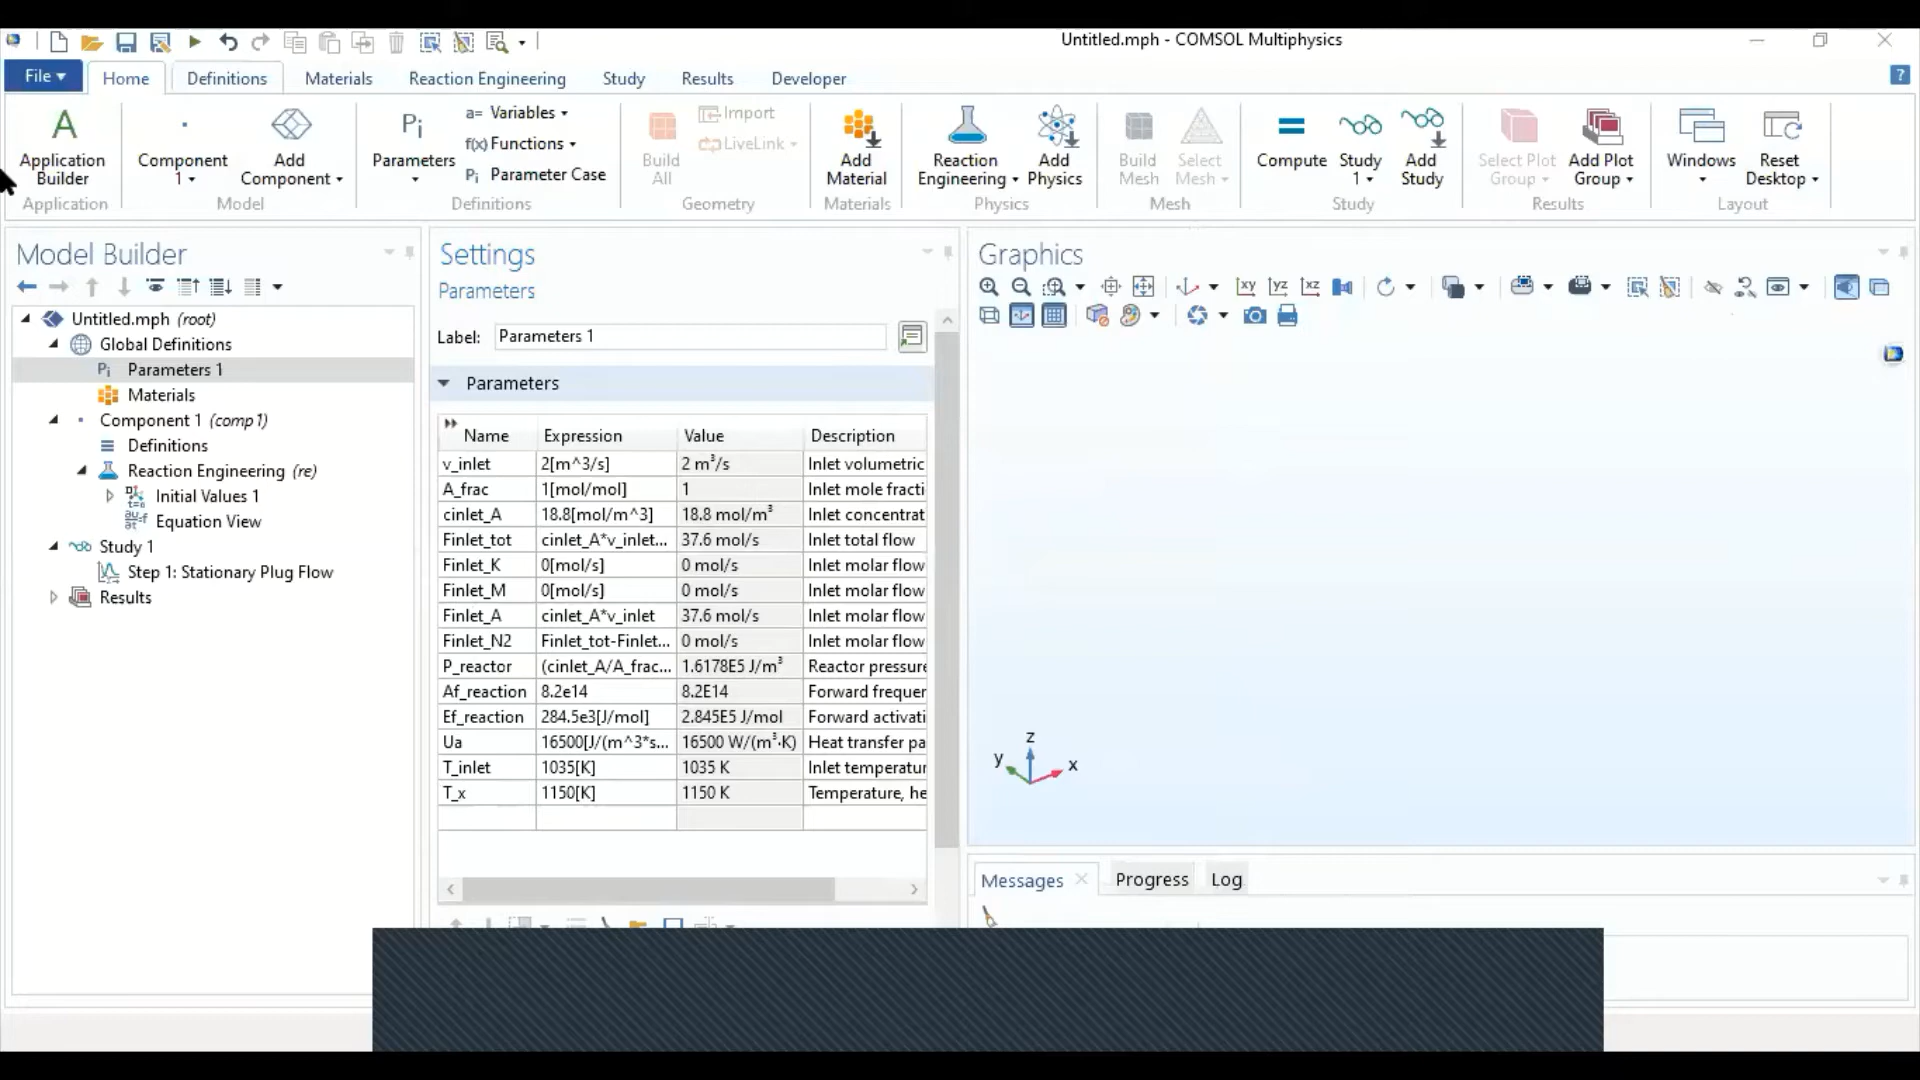 Untitled.mph - COMSOL Multiphysics
File Home Definitions Materials Reaction Engineering Study Results Developer ?
A Application Builder
Component 1
Add Component
Pi Parameters
a= Variables
f(x) Functions
Pi Parameter Case
Build All
Import
LiveLink
Add Material
Reaction Engineering
Add Physics
Build Mesh
Select Mesh
Compute
Study 1
Add Study
Select Plot Group
Add Plot Group
Windows
Reset Desktop
Application Model Definitions Geometry Materials Physics Mesh Study Results Layout
Model Builder
Untitled.mph (root)
Global Definitions
Pi Parameters 1
Materials
Component 1 (comp1)
Definitions
Reaction Engineering (re)
Initial Values 1
Equation View
Study 1
Step 1: Stationary Plug Flow
Results
Settings
Parameters
Label: Parameters 1
Parameters
Name Expression Value Description
v_inlet 2[m^3/s] 2 m³/s Inlet volumetric
A_frac 1[mol/mol] 1 Inlet mole fracti
cinlet_A 18.8[mol/m^3] 18.8 mol/m³ Inlet concentrat
Finlet_tot cinlet_A*v_inlet... 37.6 mol/s Inlet total flow
Finlet_K 0[mol/s] 0 mol/s Inlet molar flow
Finlet_M 0[mol/s] 0 mol/s Inlet molar flow
Finlet_A cinlet_A*v_inlet 37.6 mol/s Inlet molar flow
Finlet_N2 Finlet_tot-Finlet... 0 mol/s Inlet molar flow
P_reactor (cinlet_A/A_frac... 1.6178E5 J/m³ Reactor pressure
Af_reaction 8.2e14 8.2E14 Forward frequer
Ef_reaction 284.5e3[J/mol] 2.845E5 J/mol Forward activati
Ua 16500[J/(m^3*s... 16500 W/(m³·K) Heat transfer pa
T_inlet 1035[K] 1035 K Inlet temperatur
T_x 1150[K] 1150 K Temperature, he
Graphics
xy yz xz
z
y
x
Messages Progress Log